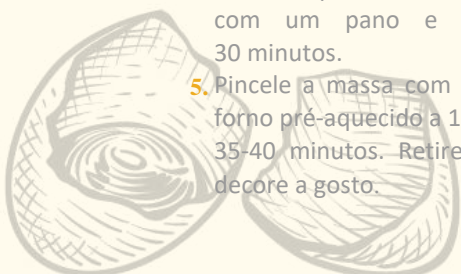 com um pano e
30 minutos.
5. Pincele a massa com
forno pré-aquecido a 1
35-40 minutos. Retire
decore a gosto.